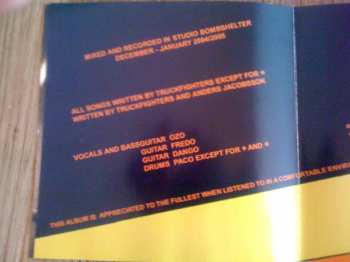 MIXED AND RECORDED IN STUDIO BOMBSHELTER
DECEMBER - JANUARY 2004/2005
ALL SONGS WRITTEN BY TRUCKFIGHTERS EXCEPT FOR *
WRITTEN BY TRUCKFIGHTERS AND ANDERS JACOBSSON.
VOCALS AND BASSGUITAR OZO
GUITAR FREDO
GUITAR DANGO
DRUMS PACO EXCEPT FOR * AND *
THIS ALBUM IS APPRECIATED TO THE FULLEST WHEN LISTENED TO IN A COMFORTABLE